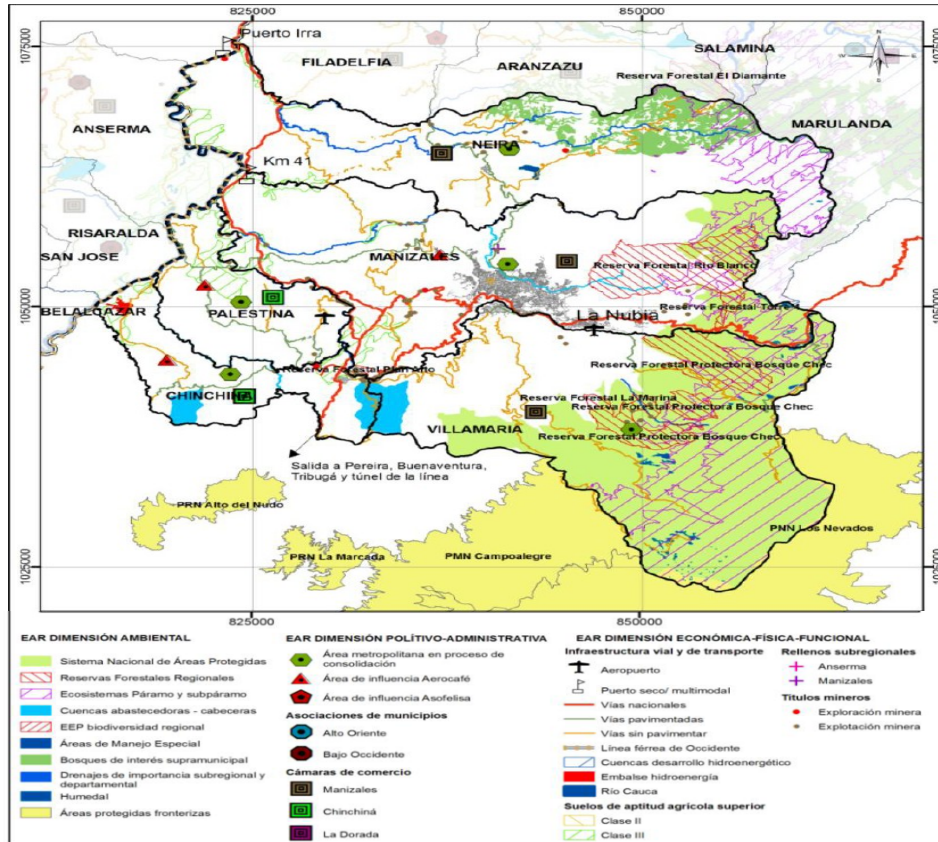 825000
850000
1075000
1075000
Puerto Irra
FILADELFIA
ARANZAZU
SALAMINA
N
W
E
S
Reserva Forestal El Diamante
ANSERMA
MARULANDA
NEIRA
Km 41
RISARALDA
SAN JOSE
MANIZALES
Reserva Forestal Río Blanco
BELALCÁZAR
PALESTINA
1050000
1050000
La Nubia
Reserva Forestal Torre
Reserva Forestal Plan Alto
Reserva Forestal Protectora Bosque Chec
CHINCHINÁ
Reserva Forestal La Marina
Reserva Forestal Protectora Bosque Chec
VILLAMARIA
Reserva Forestal Protectora Bosque Chec
Salida a Pereira, Buenaventura,
Tribugá y túnel de la línea
PRN Alto del Nudo
PNN Los Nevados
PRN La Marcada
PMN Campoalegre
1025000
1025000
825000
850000
EAR DIMENSIÓN AMBIENTAL
Sistema Nacional de Áreas Protegidas
Reservas Forestales Regionales
Ecosistemas Páramo y subpáramo
Cuencas abastecedoras - cabeceras
EEP biodiversidad regional
Áreas de Manejo Especial
Bosques de interés supramunicipal
Drenajes de importancia subregional y
departamental
Humedal
Áreas protegidas fronterizas
EAR DIMENSIÓN POLÍTIVO-ADMINISTRATIVA
Área metropolitana en proceso de
consolidación
Área de influencia Aerocafé
Área de influencia Asofelisa
Asociaciones de municipios
Alto Oriente
Bajo Occidente
Cámaras de comercio
Manizales
Chinchiná
La Dorada
EAR DIMENSIÓN ECONÓMICA-FÍSICA-FUNCIONAL
Infraestructura vial y de transporte
Aeropuerto
Puerto seco/ multimodal
Vías nacionales
Vías pavimentadas
Vías sin pavimentar
Línea férrea de Occidente
Cuencas desarrollo hidroenergético
Embalse hidroenergía
Río Cauca
Suelos de aptitud agrícola superior
Clase II
Clase III
Rellenos subregionales
Anserma
Manizales
Títulos mineros
Exploración minera
Explotación minera